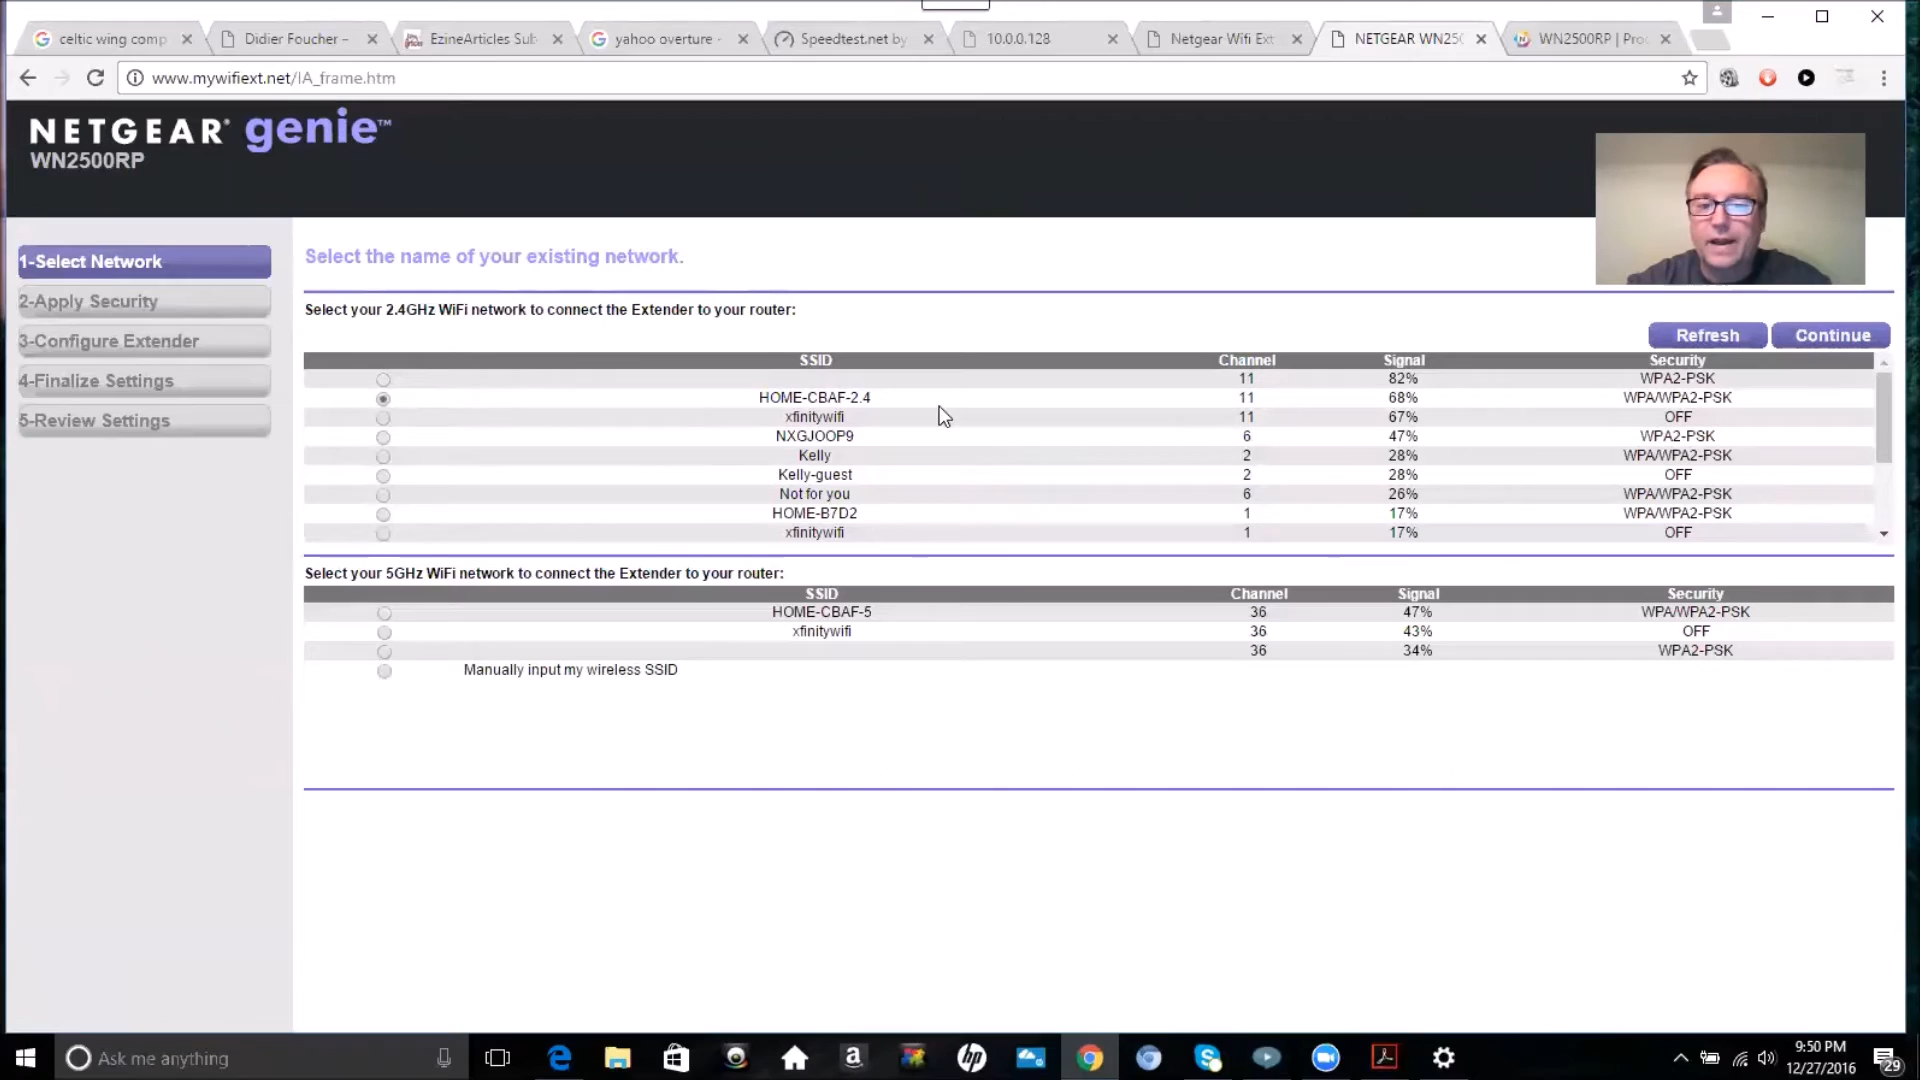 celtic wing comp
Didier Foucher –
EzineArticles Sub
yahoo overture -
Speedtest.net by
10.0.0.128
Netgear Wifi Ext
NETGEAR WN250
WN2500RP | Pro
www.mywifiext.net/IA_frame.htm
NETGEAR® genie™
WN2500RP
1-Select Network
2-Apply Security
3-Configure Extender
4-Finalize Settings
5-Review Settings
Select the name of your existing network.
Select your 2.4GHz WiFi network to connect the Extender to your router:
Refresh Continue
SSID Channel Signal Security
11 82% WPA2-PSK
HOME-CBAF-2.4 11 68% WPA/WPA2-PSK
xfinitywifi 11 67% OFF
NXGJOOP9 6 47% WPA2-PSK
Kelly 2 28% WPA/WPA2-PSK
Kelly-guest 2 28% OFF
Not for you 6 26% WPA/WPA2-PSK
HOME-B7D2 1 17% WPA/WPA2-PSK
xfinitywifi 1 17% OFF
Select your 5GHz WiFi network to connect the Extender to your router:
SSID Channel Signal Security
HOME-CBAF-5 36 47% WPA/WPA2-PSK
xfinitywifi 36 43% OFF
36 34% WPA2-PSK
Manually input my wireless SSID
Ask me anything
9:50 PM
12/27/2016
29